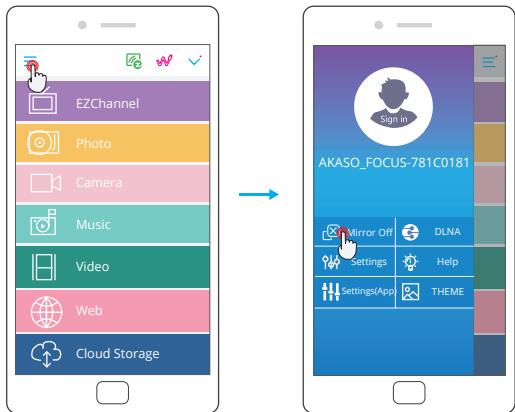 EZChannel
Photo
Camera
Music
Video
Web
Cloud Storage
Sign in
AKASO_FOCUS-781C0181
Mirror Off DLNA
Settings Help
Settings(App) THEME